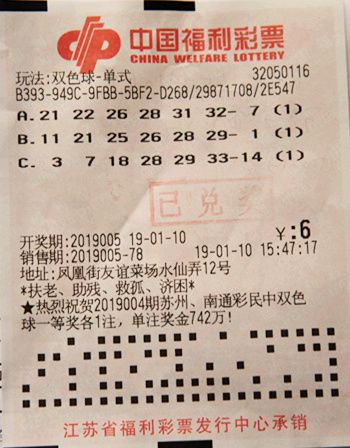 中国福利彩票
CHINA WELFARE LOTTERY
玩法:双色球-单式 32050116
B393-949C-9FBB-5BF2-D268/29871708/2E547
A.21 22 26 28 31 32- 7 (1)
B.11 21 25 26 28 29- 1 (1)
C. 3 7 18 28 29 33-14 (1)
已兑奖
开奖期:2019005 19-01-10 ¥:6
销售期:2019005-78 19-01-10 15:47:17
地址:凤凰街友谊菜场水仙弄12号
*扶老、助残、救孤、济困*
★热烈祝贺2019004期苏州、南通彩民中双色
球一等奖各1注，单注奖金742万!
江苏省福利彩票发行中心承销